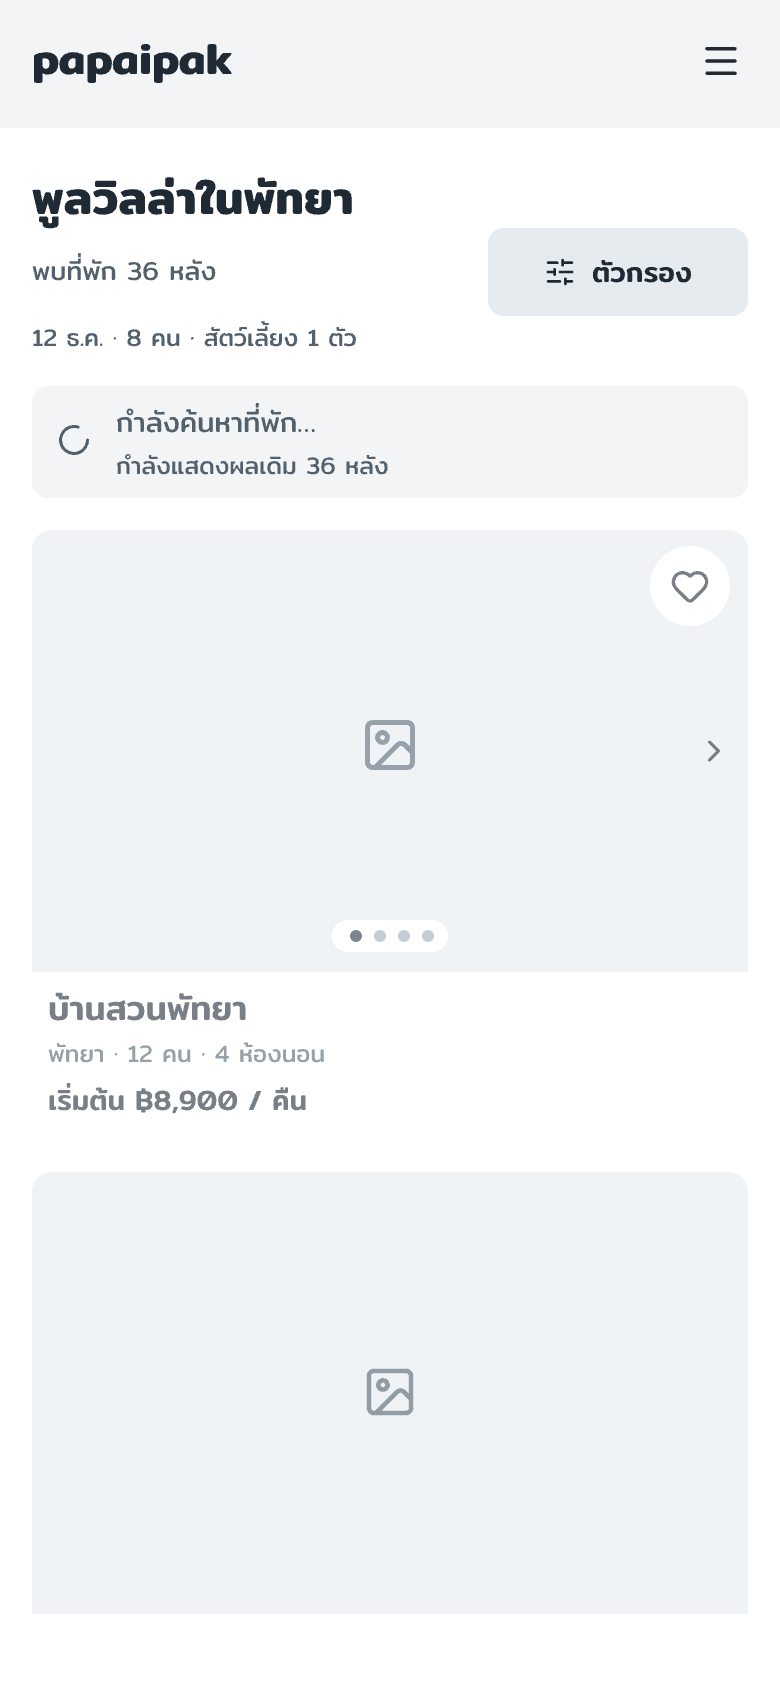 papaipak
พูลวิลล่าในพัทยา
พบที่พัก 36 หลัง
ตัวกรอง
12 ธ.ค. · 8 คน · สัตว์เลี้ยง 1 ตัว
กำลังค้นหาที่พัก...
กำลังแสดงผลเดิม 36 หลัง
บ้านสวนพัทยา
พัทยา · 12 คน · 4 ห้องนอน
เริ่มต้น ฿8,900 / คืน